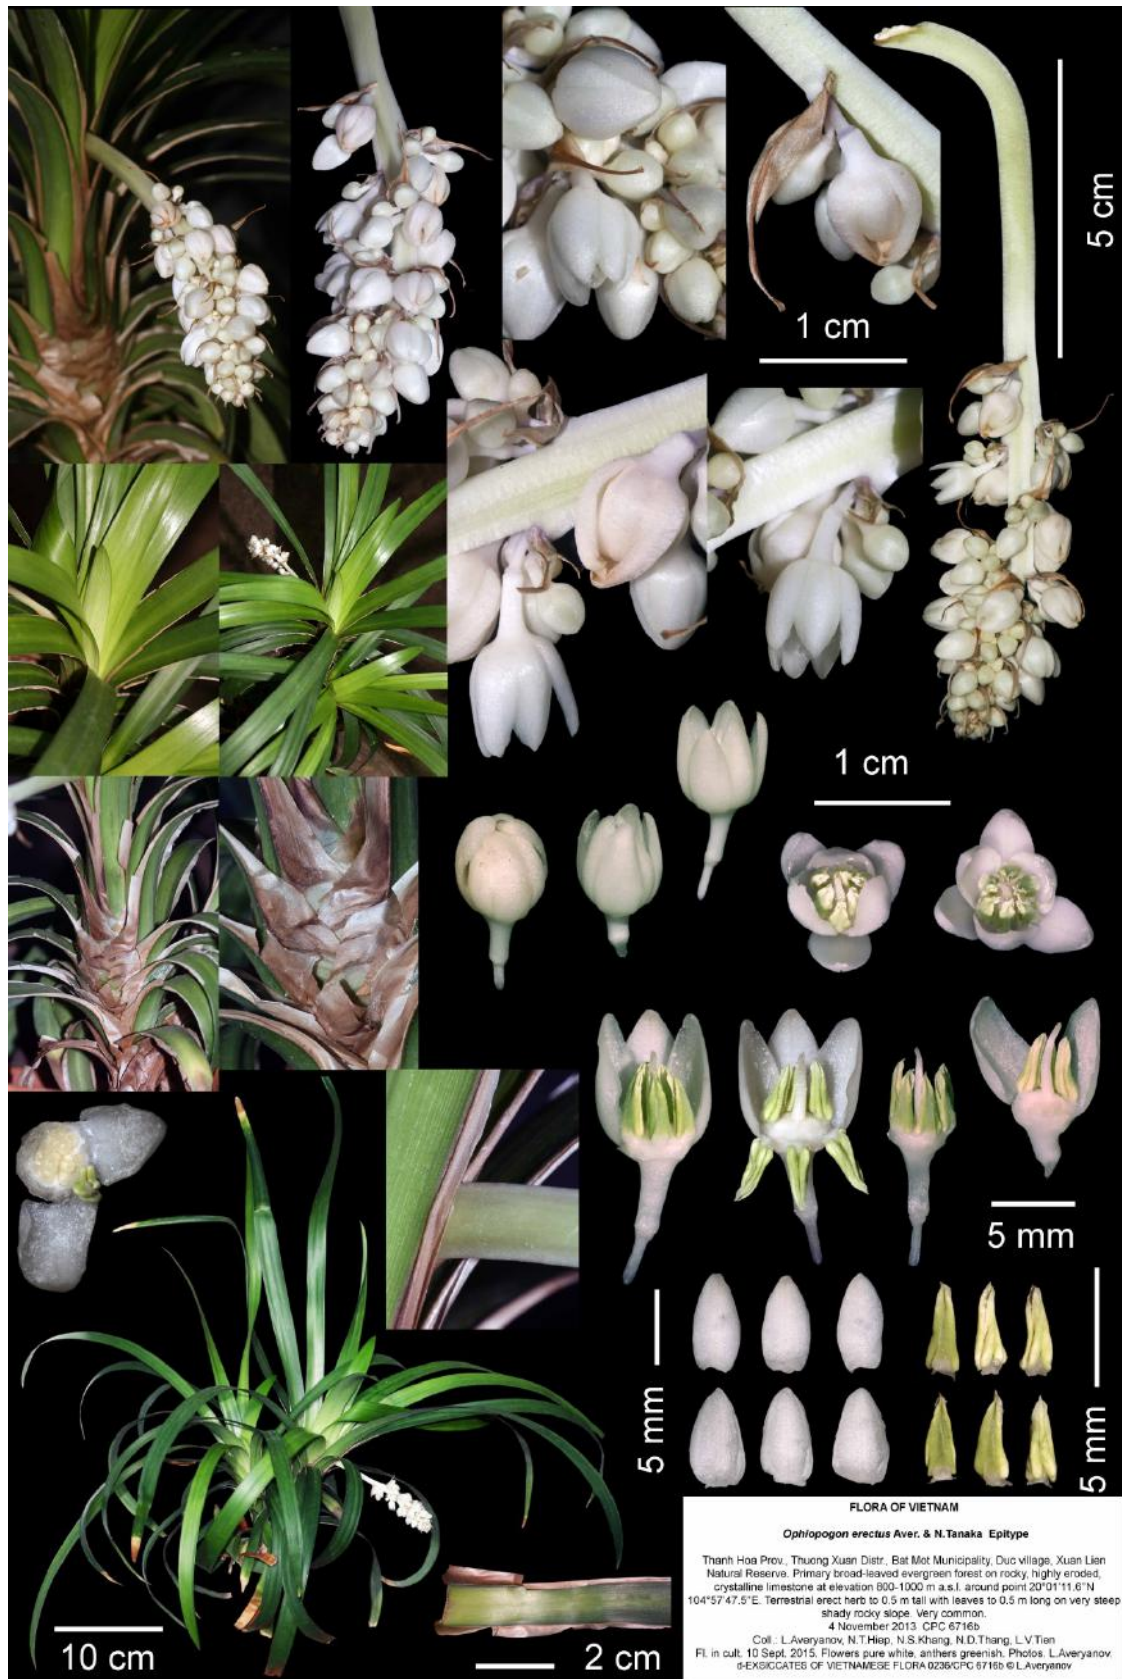 5 cm
1 cm
1 cm
5 mm
5 mm
5 mm
10 cm
2 cm
FLORA OF VIETNAM
Ophiopogon erectus Aver. & N.Tanaka Epitype
Thanh Hoa Prov., Thuong Xuan Distr., Bat Mot Municipality, Duc village, Xuan Lien
Natural Reserve. Primary broad-leaved evergreen forest on rocky, highly eroded,
crystalline limestone at elevation 800-1000 m a.s.l. around point 20°01'11.6"N
104°57'47.5"E. Terrestrial erect herb to 0.5 m tall with leaves to 0.5 m long on very steep
shady rocky slope. Very common.
4 November 2013 CPC 6716b
Coll.: L.Averyanov, N.T.Hiep, N.S.Khang, N.D.Thang, L.V.Tien
Fl. in cult. 10 Sept. 2015. Flowers pure white, anthers greenish. Photos. L.Averyanov.
d-EXSICCATES OF VIETNAMESE FLORA 0236/CPC 6716b © L.Averyanov